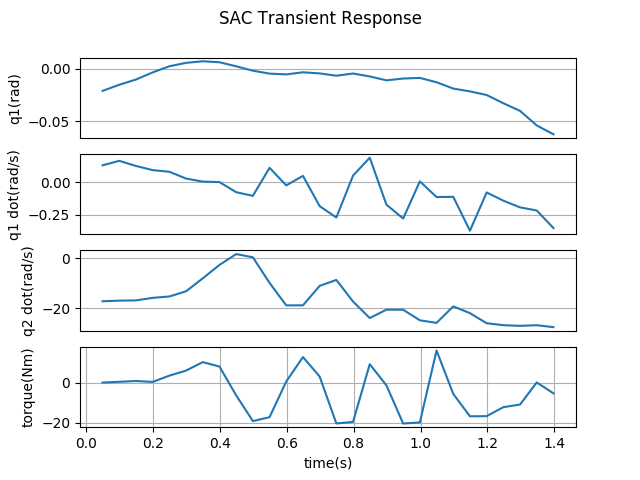 SAC Transient Response
q1(rad)
0.00
−0.05
q1 dot(rad/s)
0.00
−0.25
q2 dot(rad/s)
0
−20
torque(Nm)
0
−20
0.0 0.2 0.4 0.6 0.8 1.0 1.2 1.4
time(s)